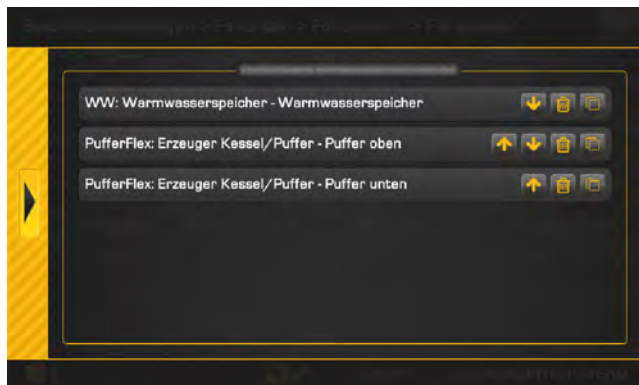 WW: Warmwasserspeicher - Warmwasserspeicher
PufferFlex: Erzeuger Kessel/Puffer - Puffer oben
PufferFlex: Erzeuger Kessel/Puffer - Puffer unten